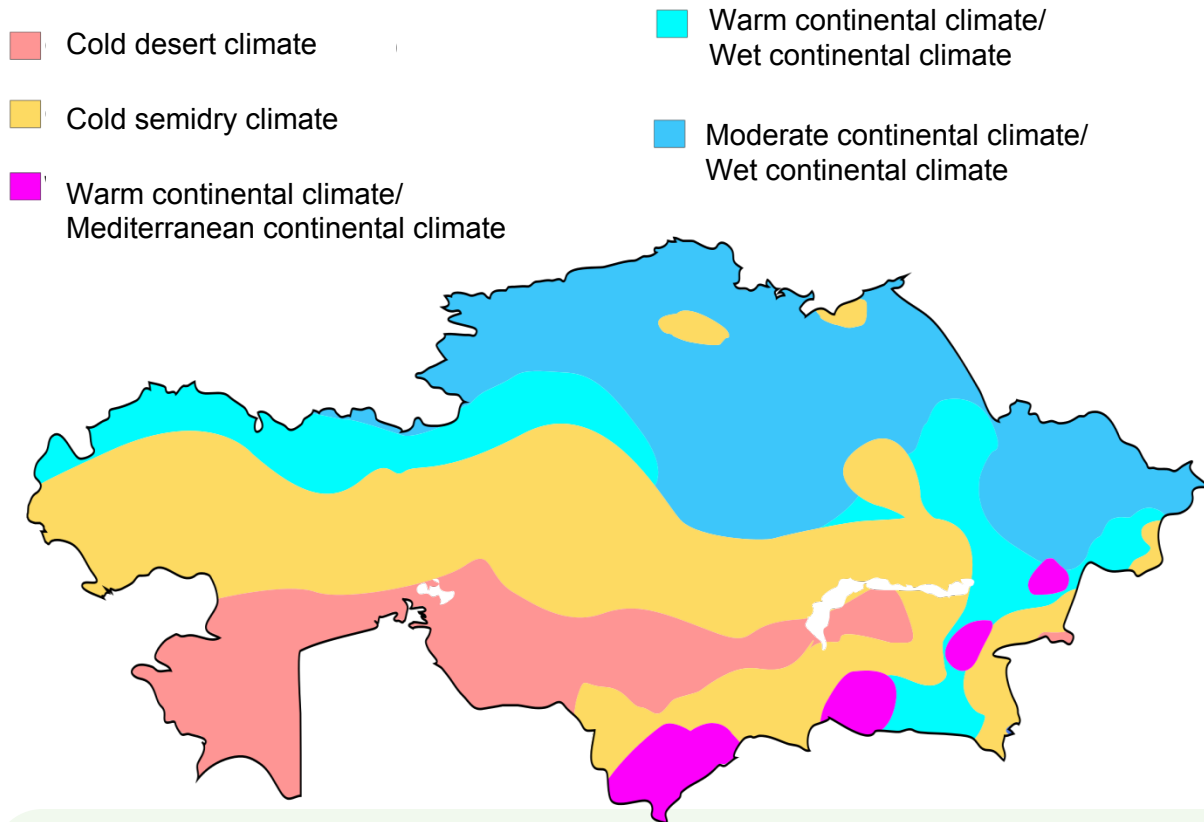 Cold desert climate
Cold semidry climate
Warm continental climate/
Mediterranean continental climate
Warm continental climate/
Wet continental climate
Moderate continental climate/
Wet continental climate